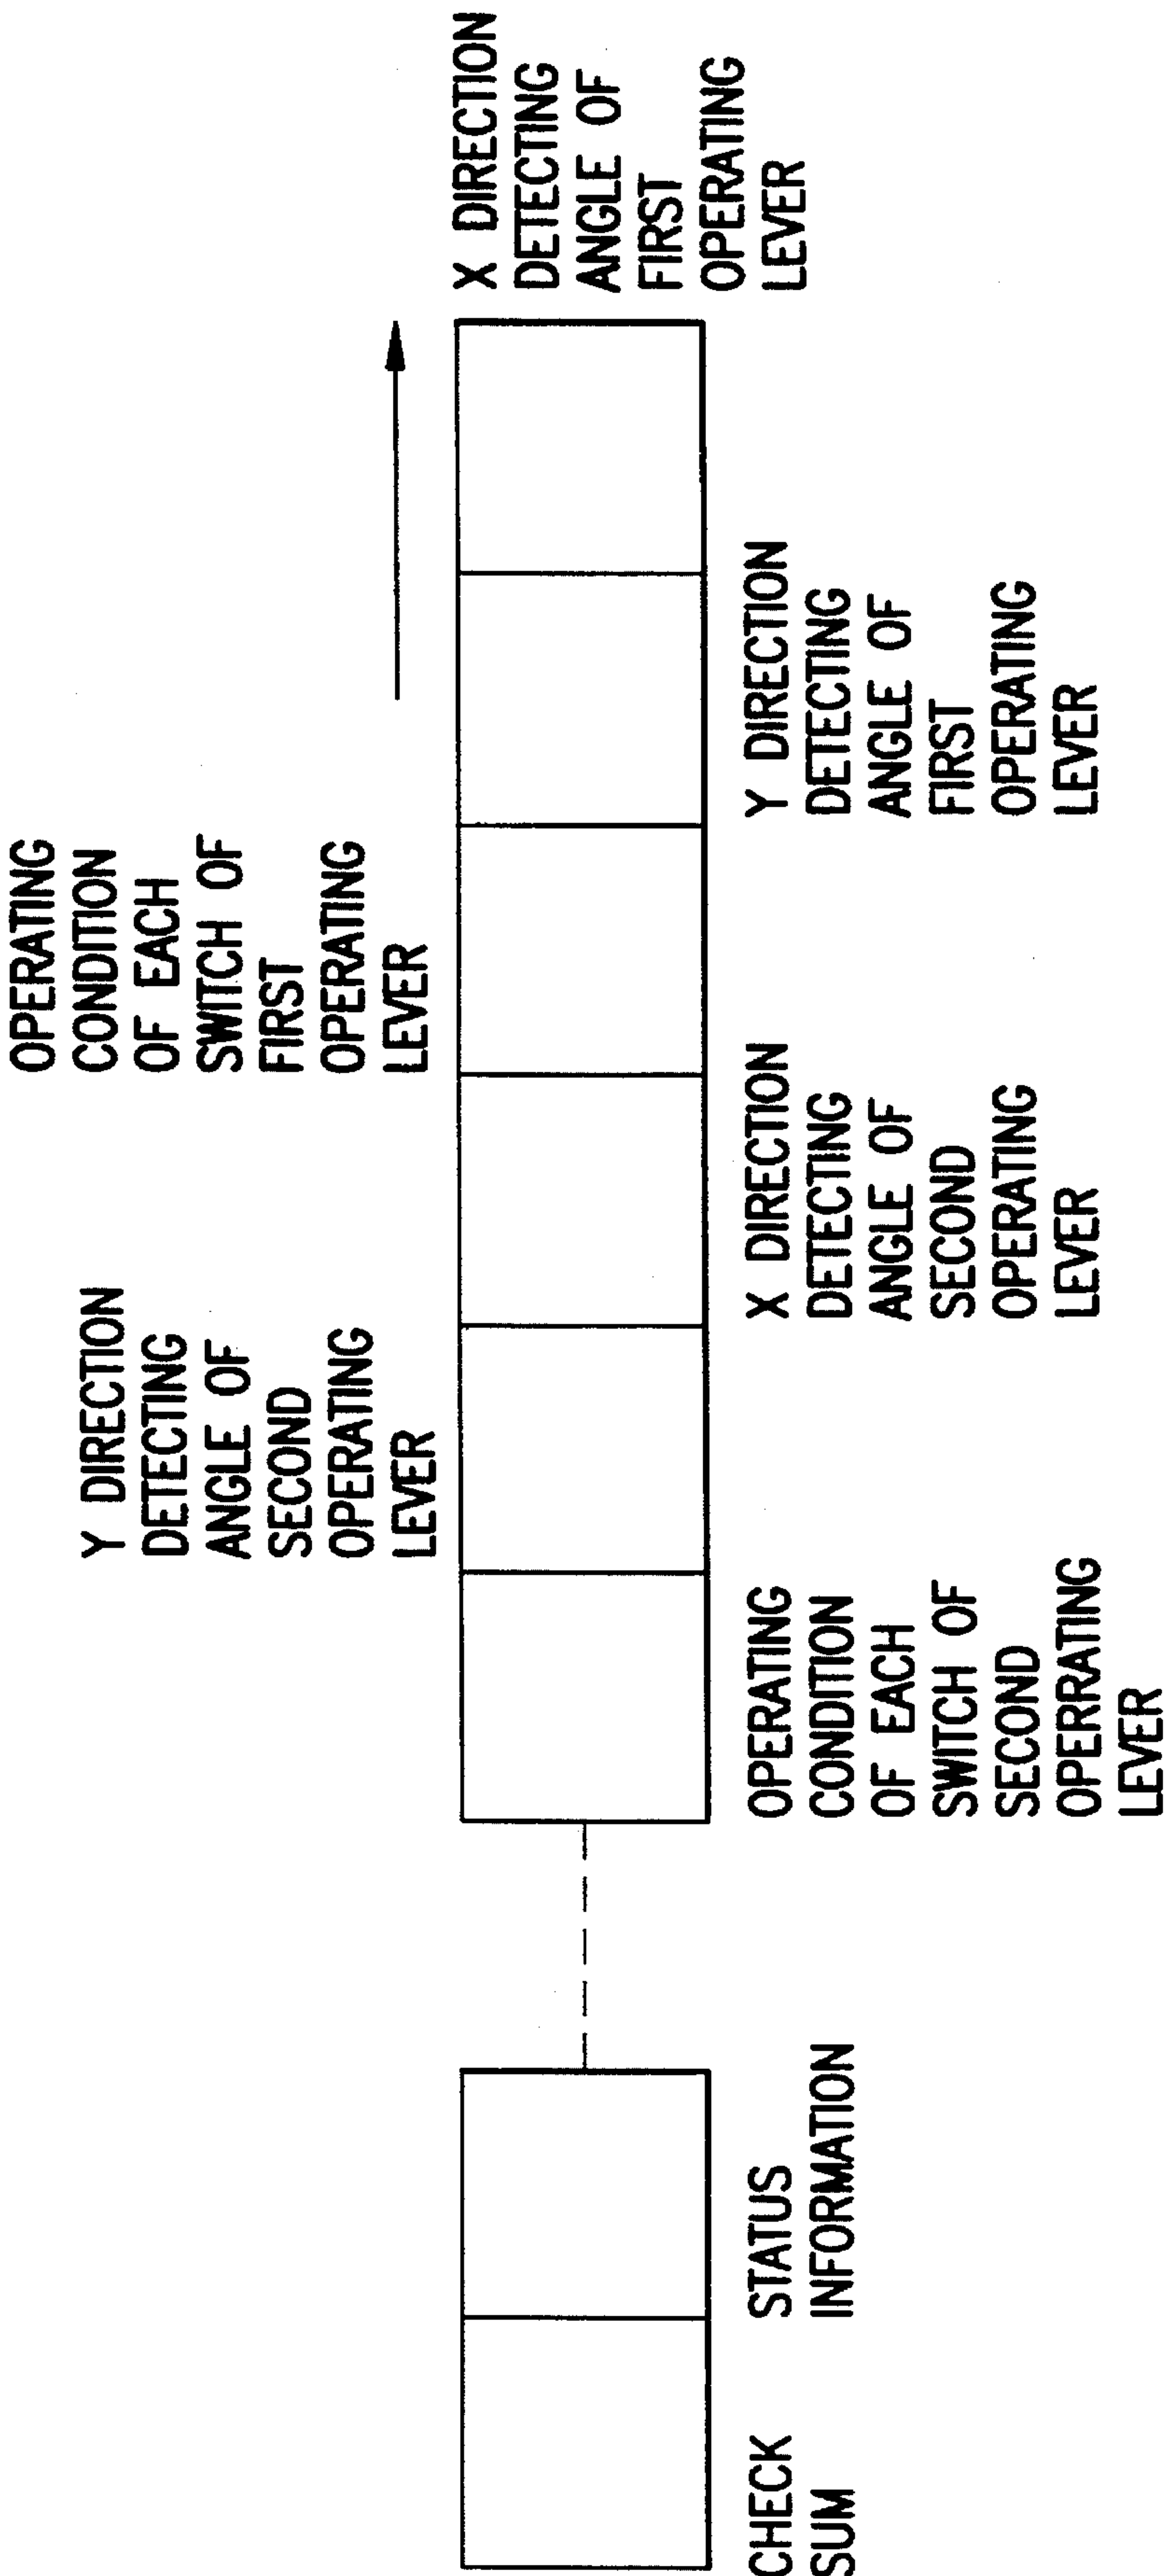 OPERATING
CONDITION
OF EACH
SWITCH OF
FIRST
OPERATING
LEVER
Y DIRECTION
DETECTING
ANGLE OF
SECOND
OPERATING
LEVER
X DIRECTION
DETECTING
ANGLE OF
FIRST
OPERATING
LEVER
CHECK
SUM
STATUS
INFORMATION
OPERATING
CONDITION
OF EACH
SWITCH OF
SECOND
OPERRATING
LEVER
X DIRECTION
DETECTING
ANGLE OF
SECOND
OPERATING
LEVER
Y DIRECTION
DETECTING
ANGLE OF
FIRST
OPERATING
LEVER